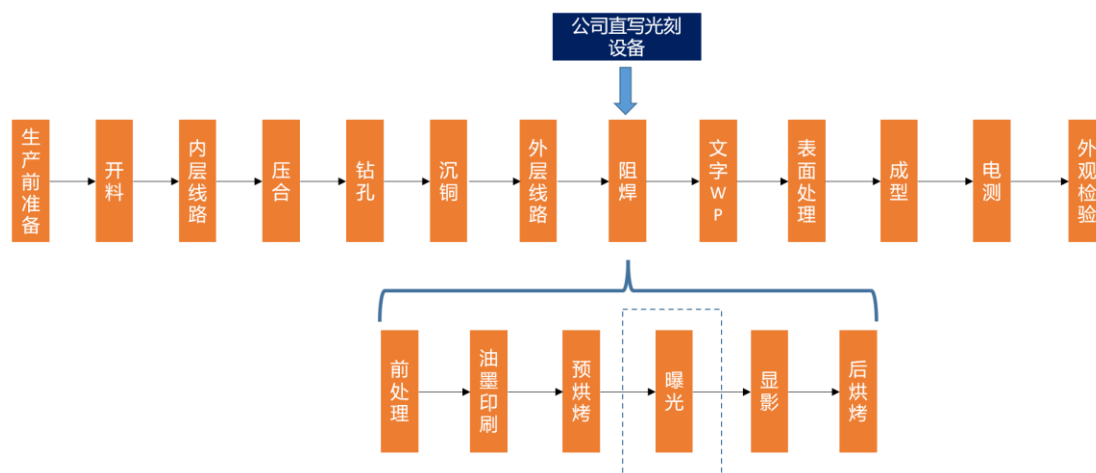 公司直写光刻
设备
生产前准备
开料
内层线路
压合
钻孔
沉铜
外层线路
阻焊
文字WP
表面处理
成型
电测
外观检验
前处理
油墨印刷
预烘烤
曝光
显影
后烘烤